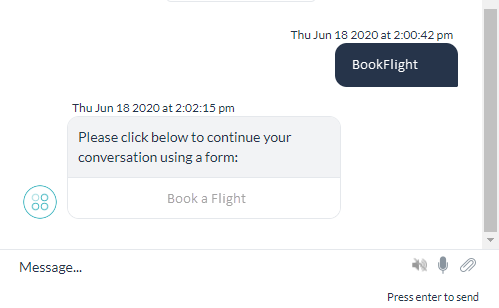 Thu Jun 18 2020 at 2:00:42 pm
BookFlight
Thu Jun 18 2020 at 2:02:15 pm
Please click below to continue your
conversation using a form:
Book a Flight
Message...
Press enter to send